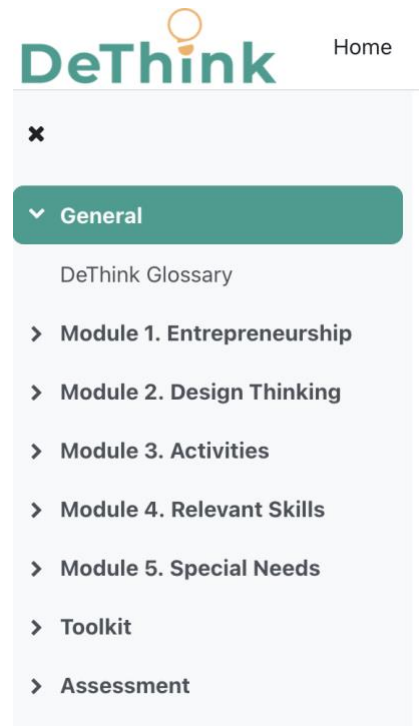 DeThink
Home
General
DeThink Glossary
Module 1. Entrepreneurship
Module 2. Design Thinking
Module 3. Activities
Module 4. Relevant Skills
Module 5. Special Needs
Toolkit
Assessment